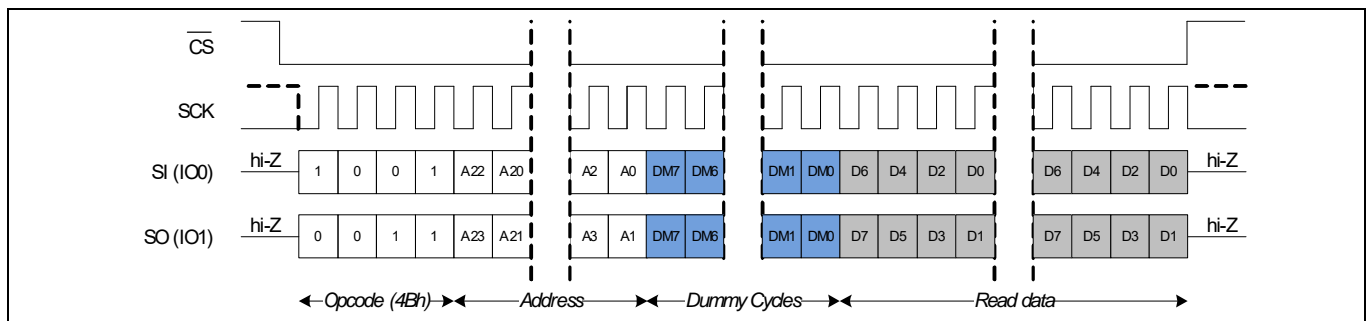 CS
SCK
SI (IO0) hi-Z 1 0 0 1 A22 A20 A2 A0 DM7 DM6 DM1 DM0 D6 D4 D2 D0 D6 D4 D2 D0 hi-Z
SO (IO1) hi-Z 0 0 1 1 A23 A21 A3 A1 DM7 DM6 DM1 DM0 D7 D5 D3 D1 D7 D5 D3 D1 hi-Z
Opcode (4Bh) Address Dummy Cycles Read data